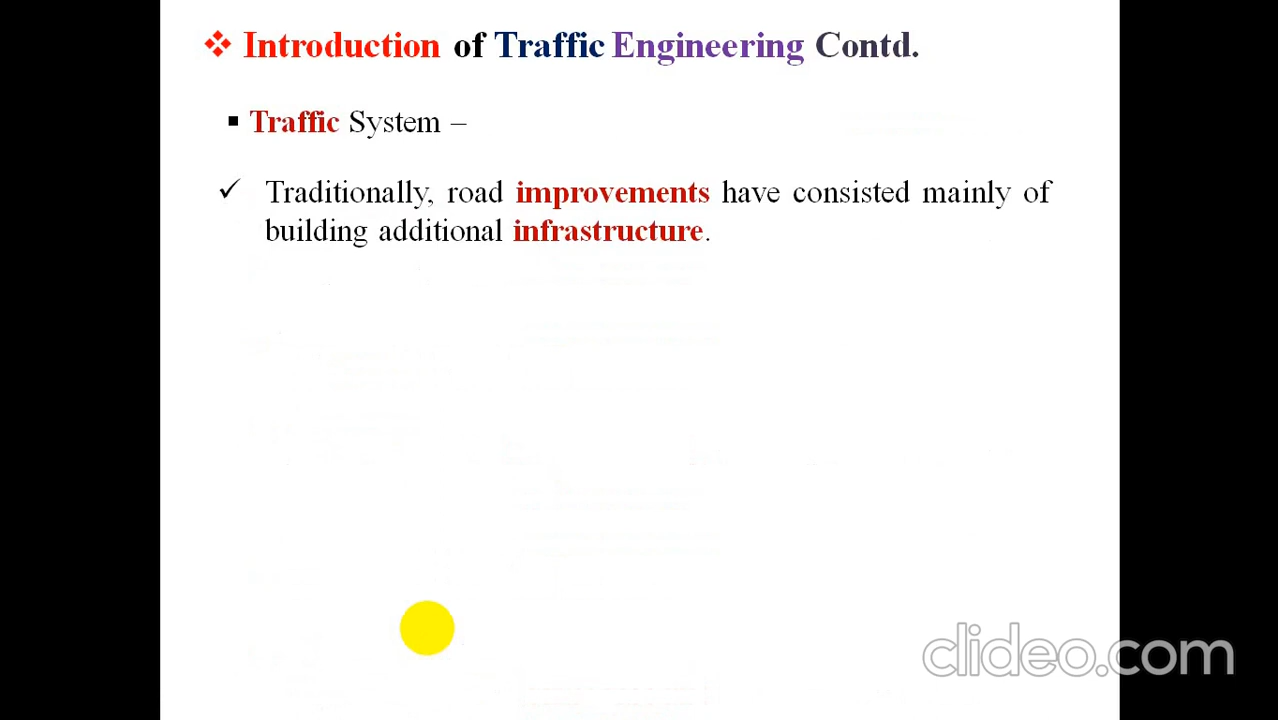 Introduction of Traffic Engineering Contd.
Traffic System –
Traditionally, road improvements have consisted mainly of
building additional infrastructure.
clideo.com